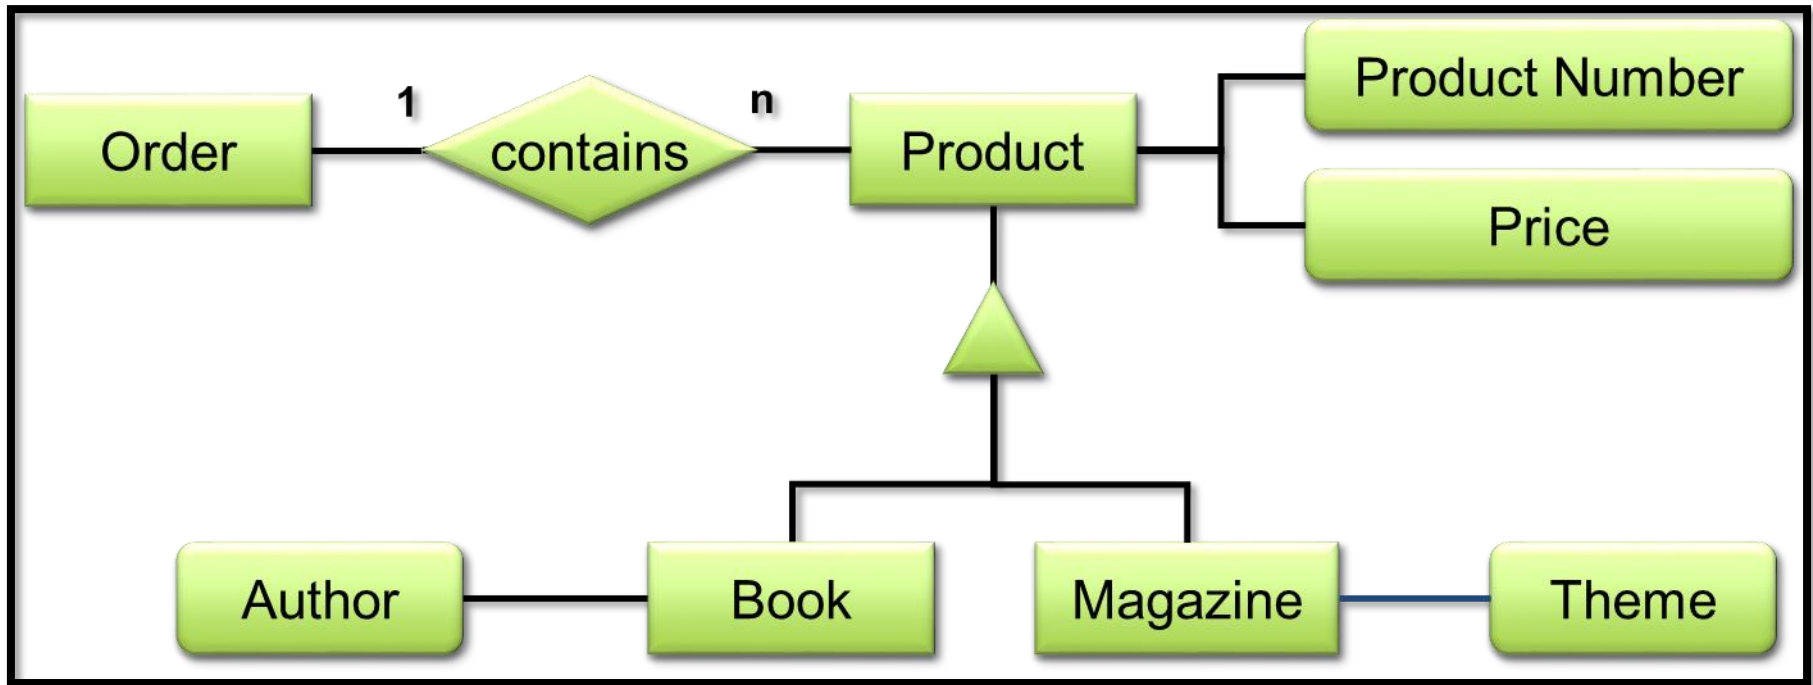 Order
1
contains
n
Product
Product Number
Price
Author
Book
Magazine
Theme